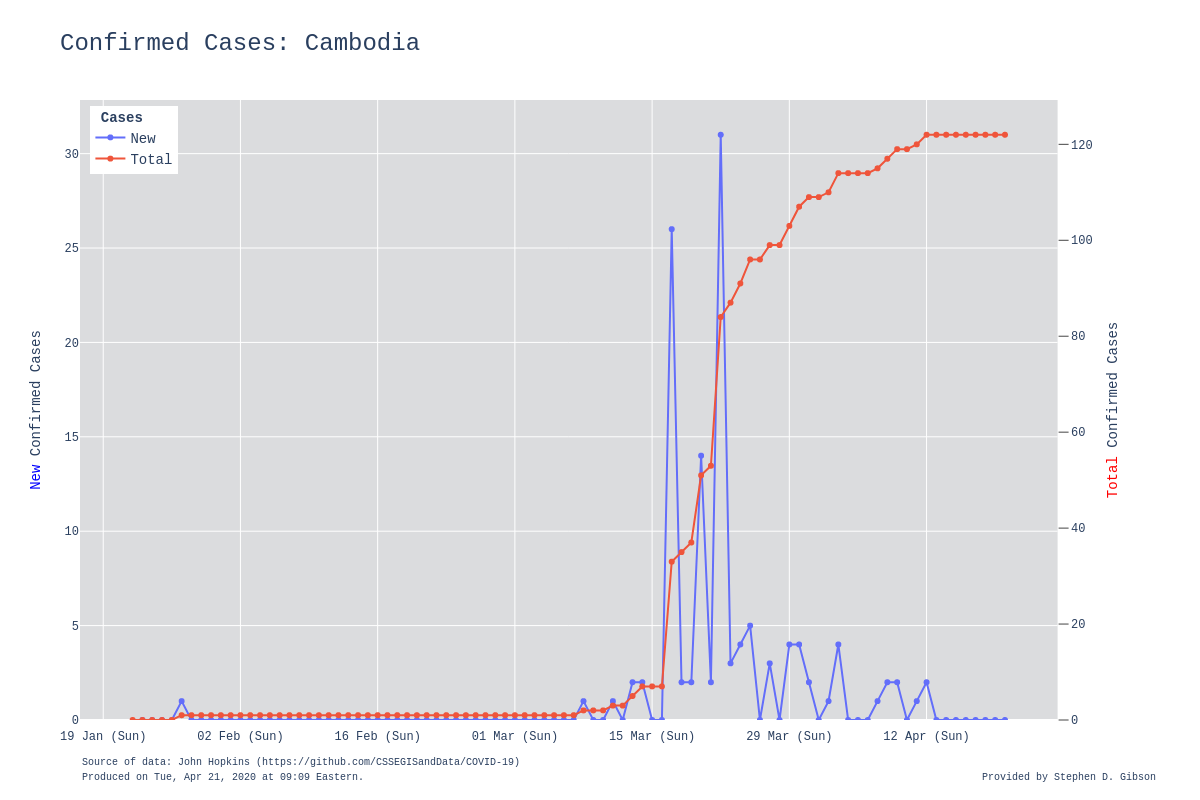 Confirmed Cases: Cambodia
Cases
New
Total
30
25
20
15
10
5
0
120
100
80
60
40
20
0
New Confirmed Cases
Total Confirmed Cases
19 Jan (Sun)
02 Feb (Sun)
16 Feb (Sun)
01 Mar (Sun)
15 Mar (Sun)
29 Mar (Sun)
12 Apr (Sun)
Source of data: John Hopkins (https://github.com/CSSEGISandData/COVID-19)
Produced on Tue, Apr 21, 2020 at 09:09 Eastern.
Provided by Stephen D. Gibson